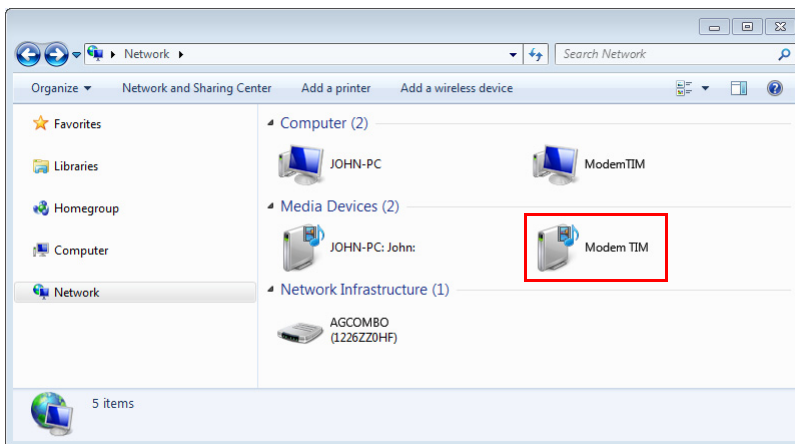 Network
Search Network
Organize Network and Sharing Center Add a printer Add a wireless device
Favorites
Libraries
Homegroup
Computer
Network
Computer (2)
JOHN-PC ModemTIM
Media Devices (2)
JOHN-PC: John: Modem TIM
Network Infrastructure (1)
AGCOMBO
(1226ZZ0HF)
5 items